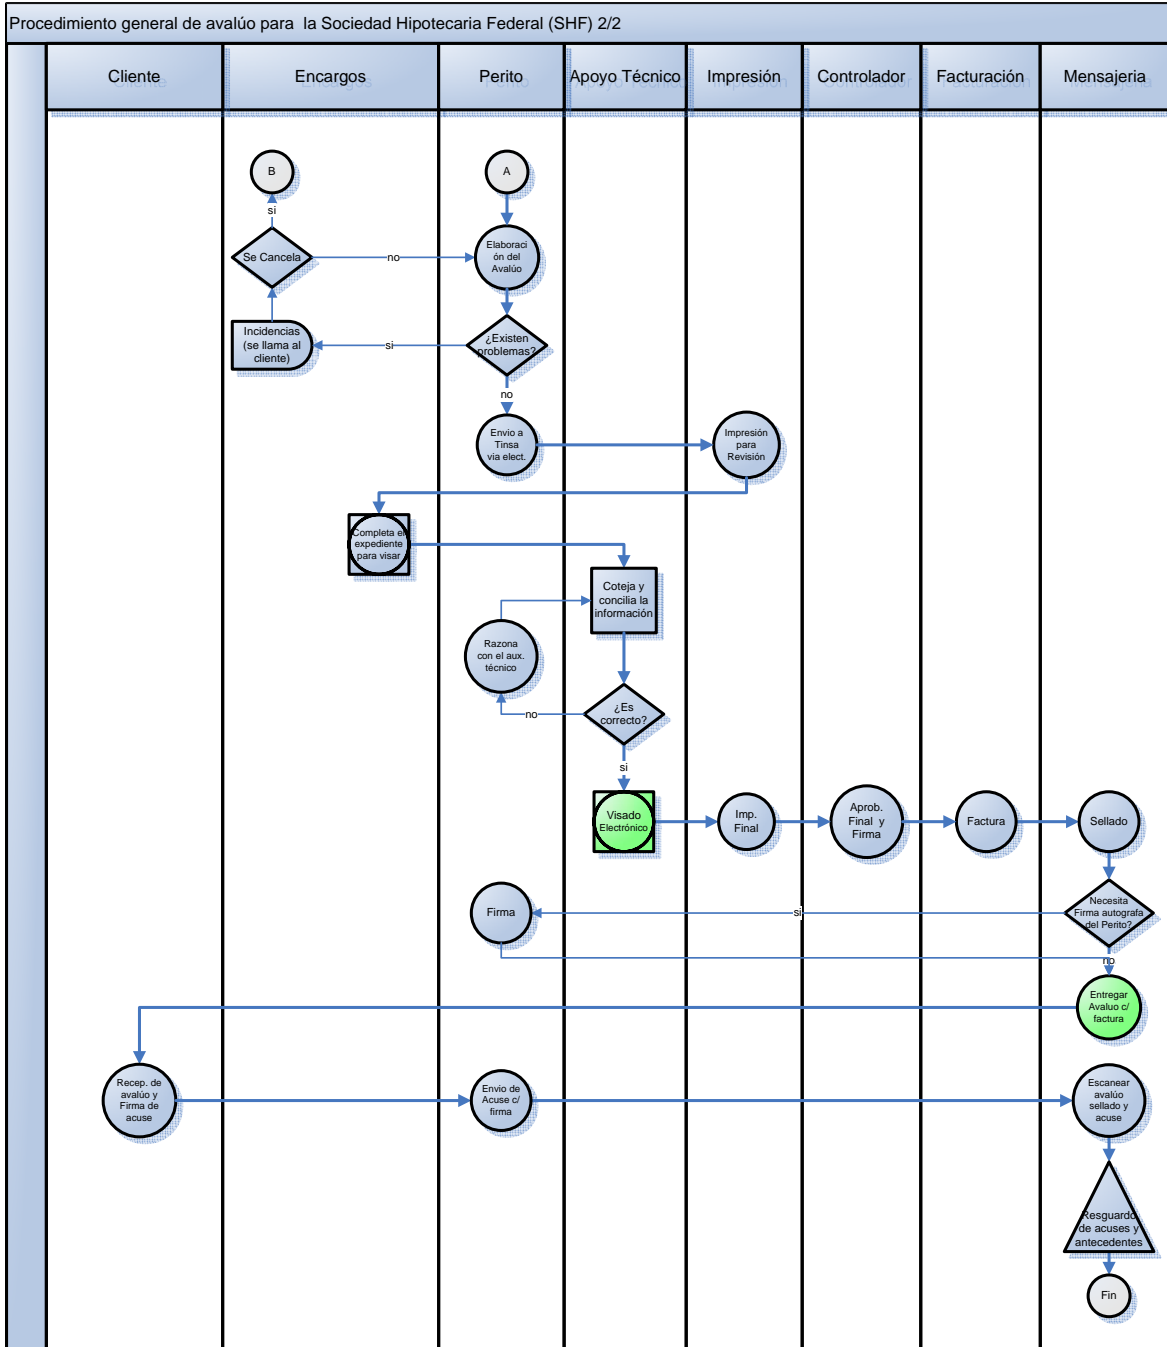 Procedimiento general de avalúo para  la Sociedad Hipotecaria Federal (SHF) 2/2
Cliente
Encargos
Perito
Apoyo Técnico
Impresión
Controlador
Facturación
Mensajeria
B
A
si
Se Cancela
no
Elaboraci
ón del
Avalúo
Incidencias
(se llama al
cliente)
si
¿Existen
problemas?
no
Envio a
Tinsa
via elect.
Impresión
para
Revisión
Completa el
expediente
para visar
Coteja y
concilia la
información
Razona
con el aux.
técnico
no
¿Es
correcto?
si
Visado
Electrónico
Imp.
Final
Aprob.
Final  y
Firma
Factura
Sellado
Firma
si
Necesita
Firma autografa
del Perito?
no
Entregar
Avaluo c/
factura
Recep. de
avalúo y
Firma de
acuse
Envio de
Acuse c/
firma
Escanear
avalúo
sellado y
acuse
Resguardo
de acuses y
antecedentes
Fin